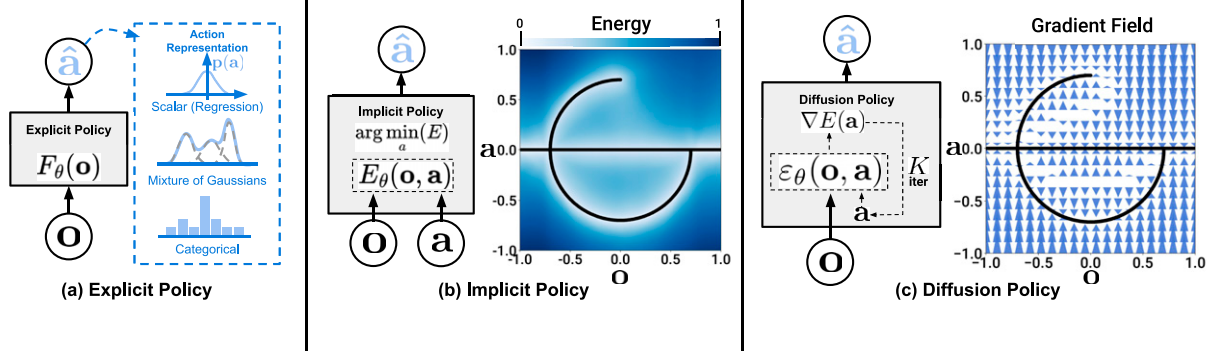 â
Action
Representation
p(a)
Scalar (Regression)
Mixture of Gaussians
Categorical
Explicit Policy
Fθ(o)
o
(a) Explicit Policy
â
Implicit Policy
arg min (E)
a
Eθ(o, a)
o
a
Energy
0
1
1.0
0.5
a 0.0
−0.5
-1.0
−1.0
−0.5
0.0
0.5
1.0
o
(b) Implicit Policy
â
Diffusion Policy
∇E(a)
εθ(o, a)
K
iter
a
o
Gradient Field
1.0
0.5
a 0.0
−0.5
−1.0
−1.0
−0.5
0.0
0.5
1.0
o
(c) Diffusion Policy